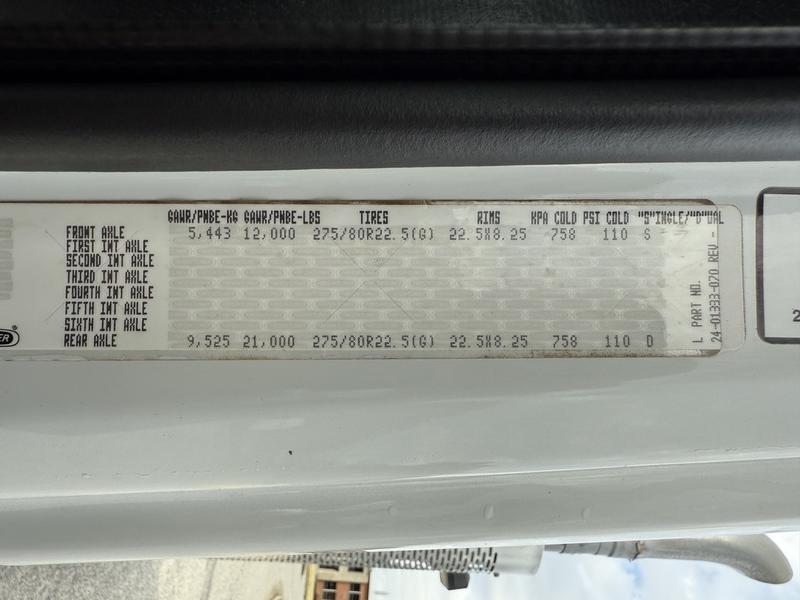 GAWR/PNBE-KG GAWR/PNBE-LBS TIRES RIMS KPA COLD PSI COLD "S"INGLE/"D"UAL
FRONT AXLE 5,443 12,000 275/80R22.5(G) 22.5X8.25 758 110 S
FIRST INT AXLE
SECOND INT AXLE
THIRD INT AXLE
FOURTH INT AXLE
FIFTH INT AXLE
SIXTH INT AXLE
REAR AXLE 9,525 21,000 275/80R22.5(G) 22.5X8.25 758 110 D
L PART NO.
24-01383-070 REV -